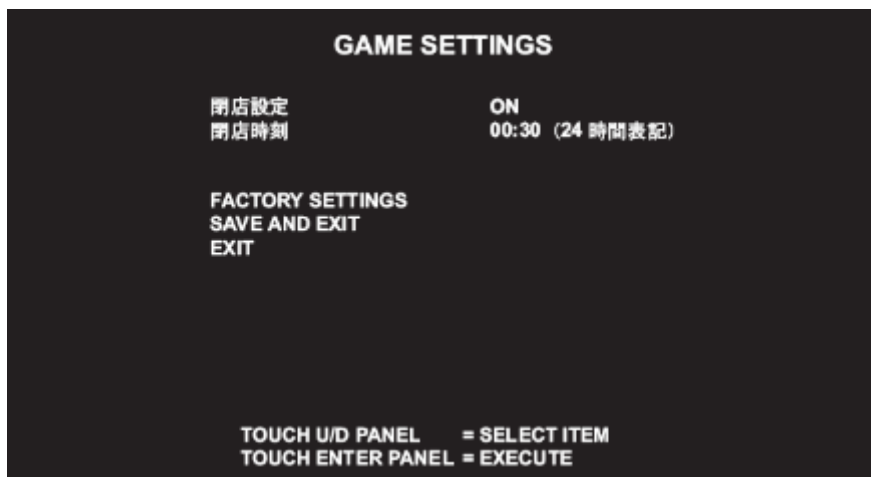 GAME SETTINGS
閉店設定 ON
閉店時刻 00:30 (24 時間表記)
FACTORY SETTINGS
SAVE AND EXIT
EXIT
TOUCH U/D PANEL = SELECT ITEM
TOUCH ENTER PANEL = EXECUTE